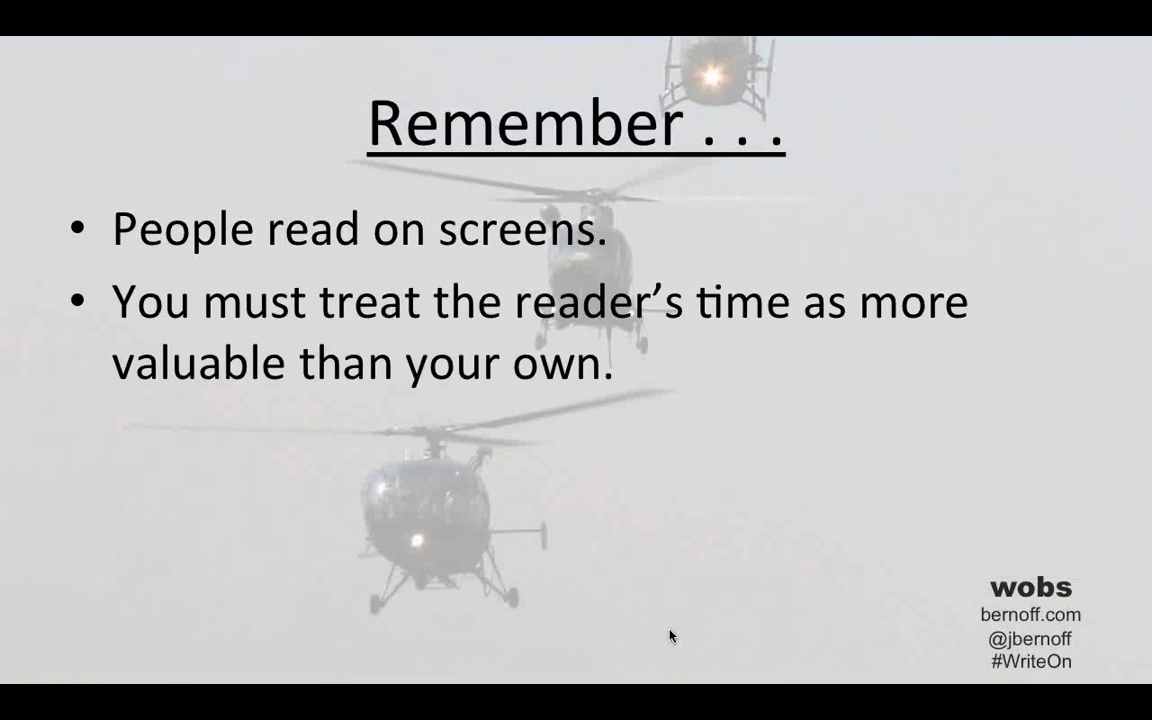 Remember . . .
• People read on screens.
• You must treat the reader’s time as more
valuable than your own.
wobs
bernoff.com
@jbernoff
#WriteOn